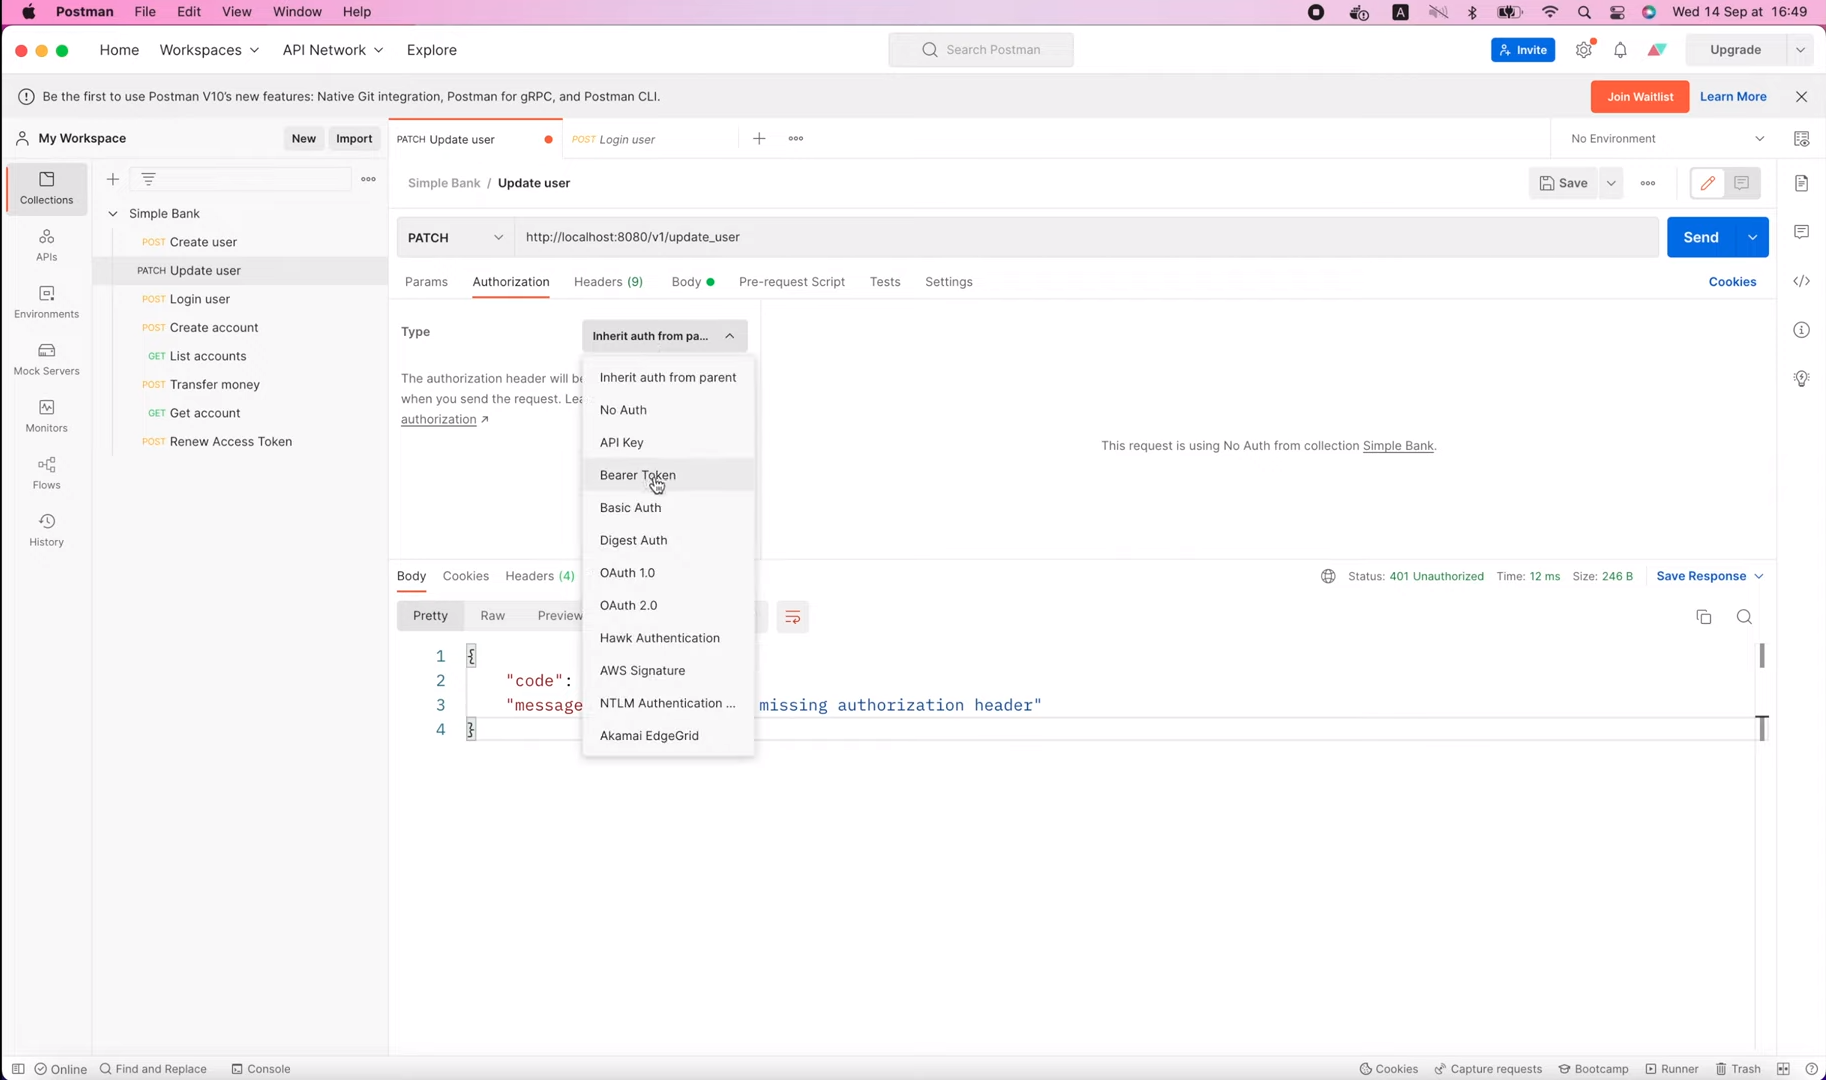 Postman File Edit View Window Help
A Wed 14 Sep at 16:49
Home Workspaces API Network Explore
Search Postman
Invite Upgrade
Be the first to use Postman V10's new features: Native Git integration, Postman for gRPC, and Postman CLI.
Join Waitlist Learn More
My Workspace New Import
PATCH Update user POST Login user No Environment
Simple Bank / Update user Save
Collections
APIs
Environments
Mock Servers
Monitors
Flows
History
Simple Bank
POST Create user
PATCH Update user
POST Login user
POST Create account
GET List accounts
POST Transfer money
GET Get account
POST Renew Access Token
PATCH http://localhost:8080/v1/update_user Send
Params Authorization Headers (9) Body Pre-request Script Tests Settings Cookies
Type Inherit auth from pa...
The authorization header will be
when you send the request.
authorization ↗
Inherit auth from parent
No Auth
API Key
Bearer Token
Basic Auth
Digest Auth
OAuth 1.0
OAuth 2.0
Hawk Authentication
AWS Signature
NTLM Authentication ...
Akamai EdgeGrid
This request is using No Auth from collection Simple Bank.
Body Cookies Headers (4) Status: 401 Unauthorized Time: 12 ms Size: 246 B Save Response
Pretty Raw Preview
1 {
2 "code":
3 "message missing authorization header"
4 }
Online Find and Replace Console Cookies Capture requests Bootcamp Runner Trash